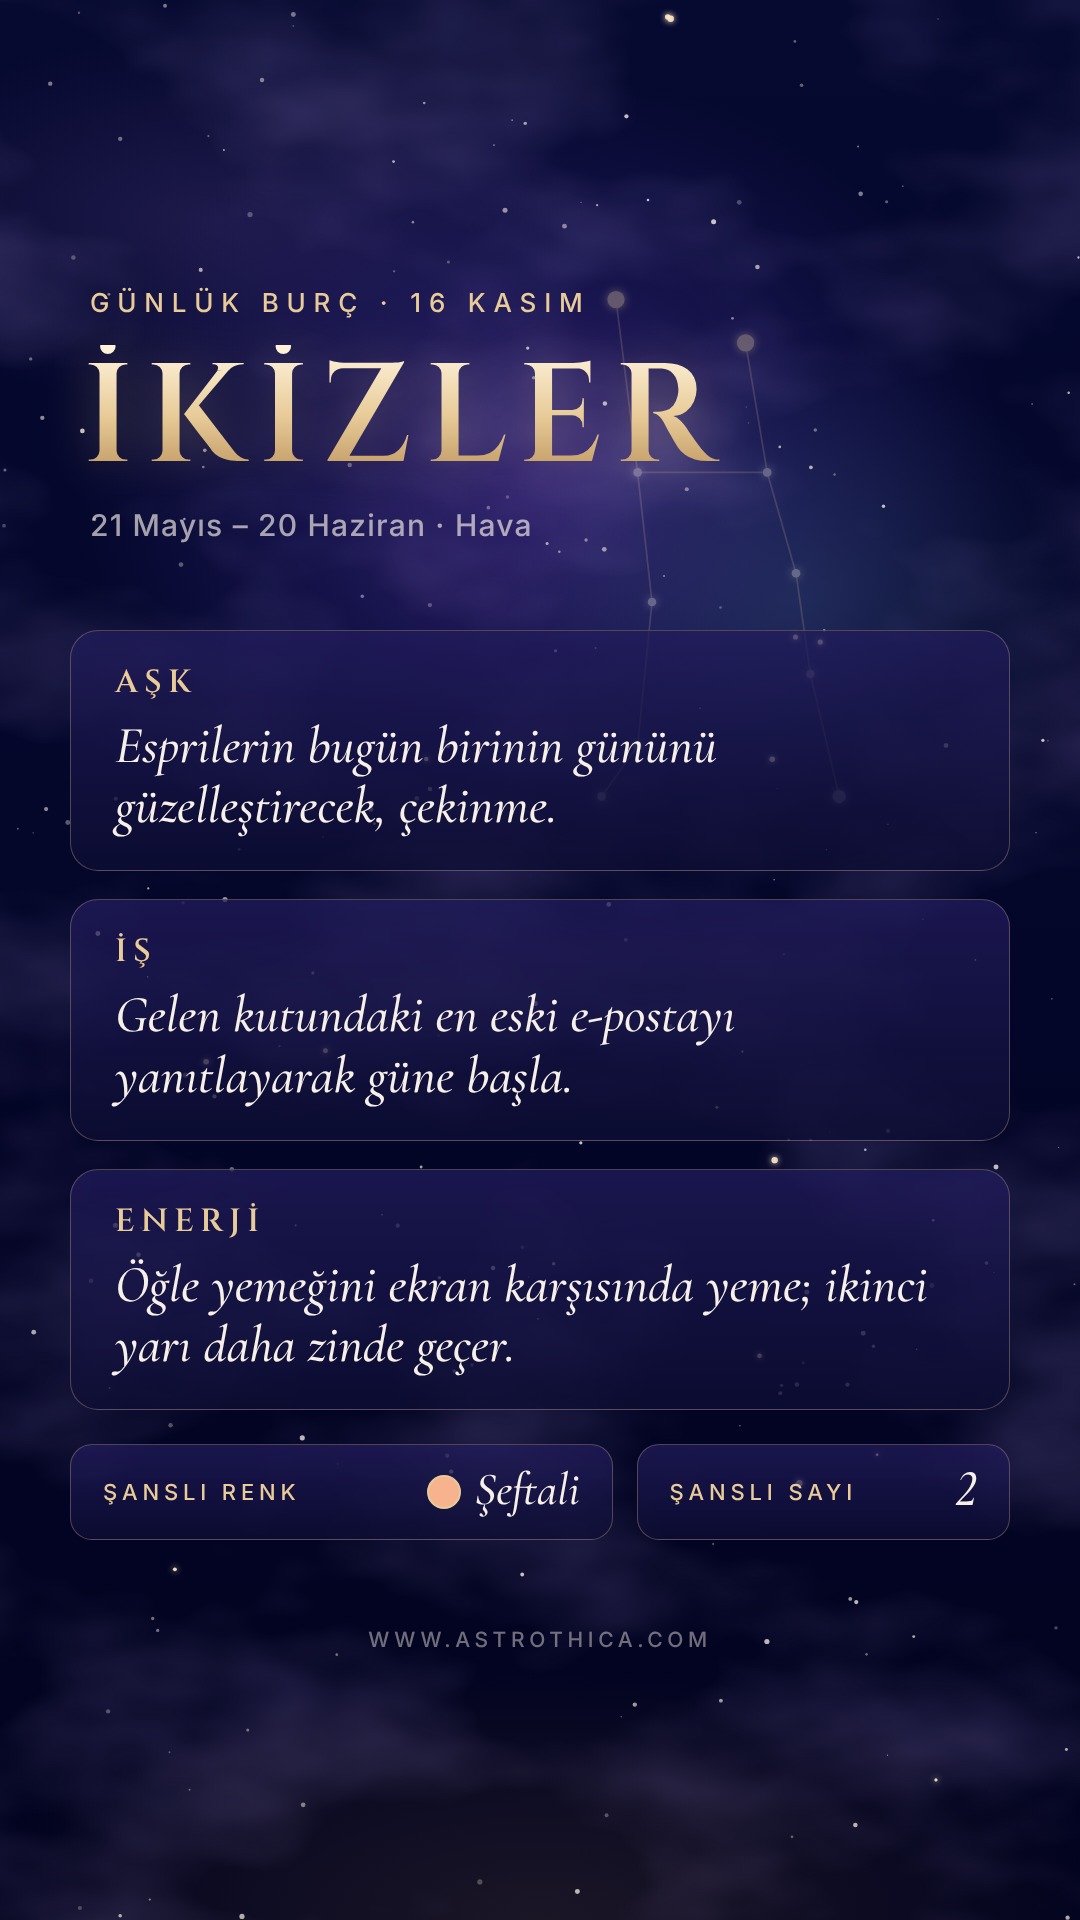 GÜNLÜK BURÇ · 16 KASIM
İKİZLER
21 Mayıs – 20 Haziran · Hava
AŞK
Esprilerin bugün birinin gününü
güzelleştirecek, çekinme.
İŞ
Gelen kutundaki en eski e-postayı
yanıtlayarak güne başla.
ENERJİ
Öğle yemeğini ekran karşısında yeme; ikinci
yarı daha zinde geçer.
ŞANSLI RENK Şeftali
ŞANSLI SAYI 2
WWW.ASTROTHICA.COM